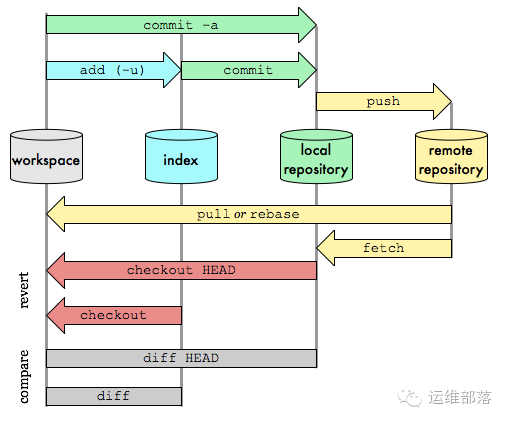 commit -a
add (-u)
commit
push
workspace
index
local
repository
remote
repository
pull or rebase
fetch
revert
checkout HEAD
checkout
compare
diff HEAD
diff
运维部落